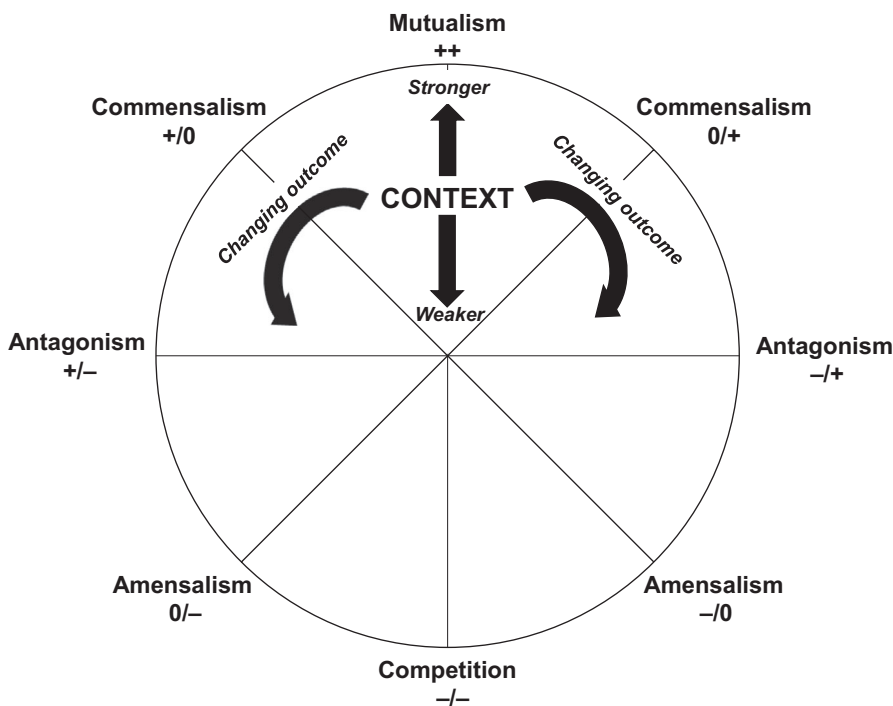 Mutualism
++
Stronger
Commensalism
+/0
Commensalism
0/+
Changing outcome
CONTEXT
Changing outcome
Weaker
Antagonism
+/–
Antagonism
–/+
Amensalism
0/–
Amensalism
–/0
Competition
–/–